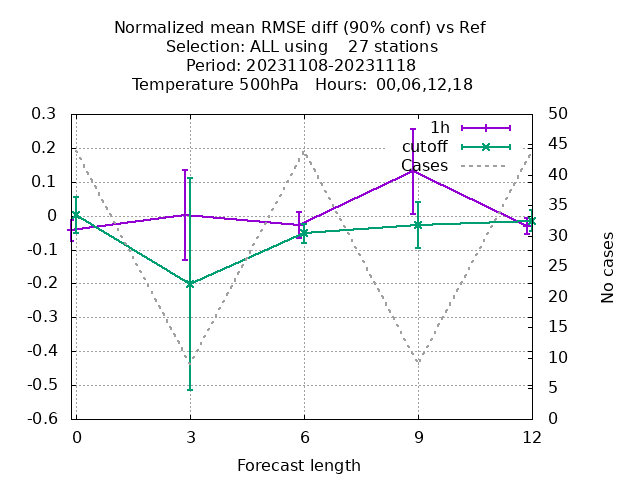 Normalized mean RMSE diff (90% conf) vs Ref
Selection: ALL using    27 stations
Period: 20231108-20231118
Temperature 500hPa   Hours: 00,06,12,18
0.3
0.2
0.1
0
-0.1
-0.2
-0.3
-0.4
-0.5
-0.6
1h
cutoff
Cases
50
45
40
35
30
25
20
15
10
5
0
No cases
0 3 6 9 12
Forecast length